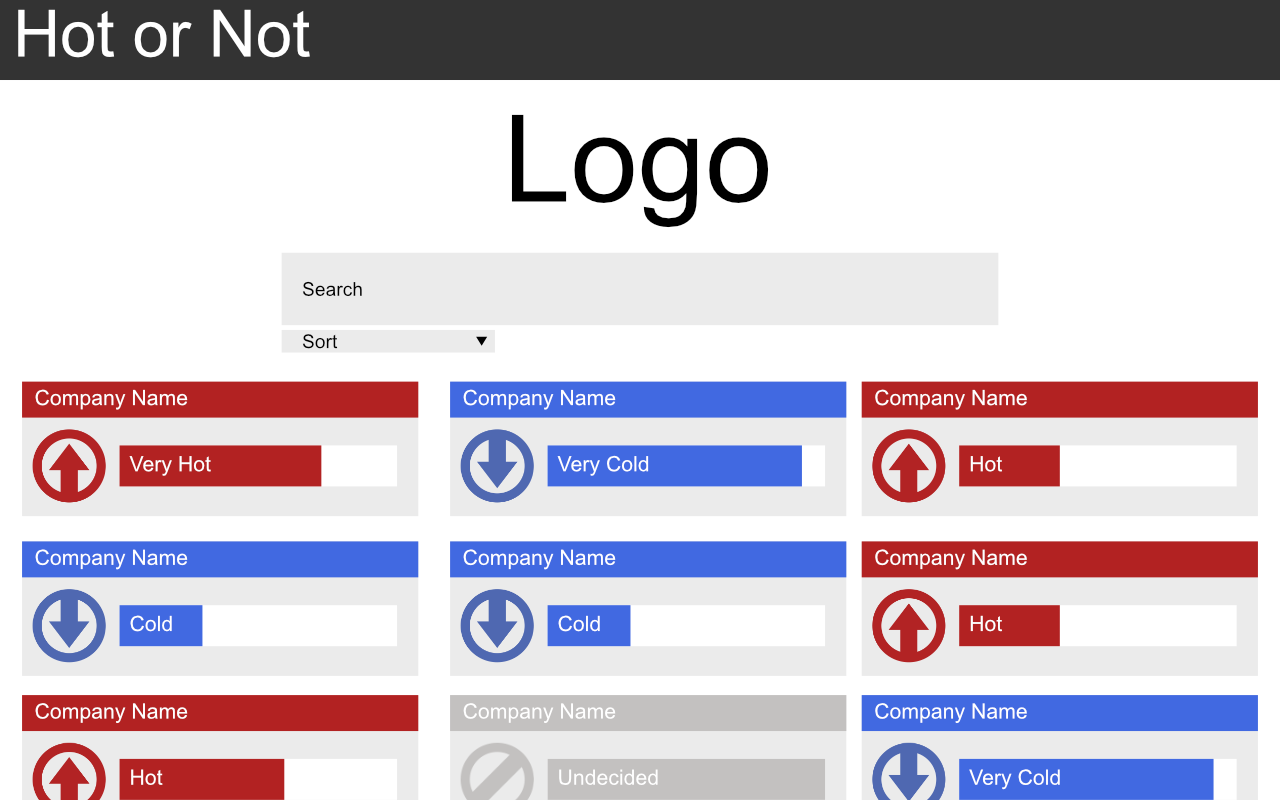 Hot or Not
Logo
Search
Sort
Company Name
Very Hot
Company Name
Very Cold
Company Name
Hot
Company Name
Cold
Company Name
Cold
Company Name
Hot
Company Name
Hot
Company Name
Undecided
Company Name
Very Cold